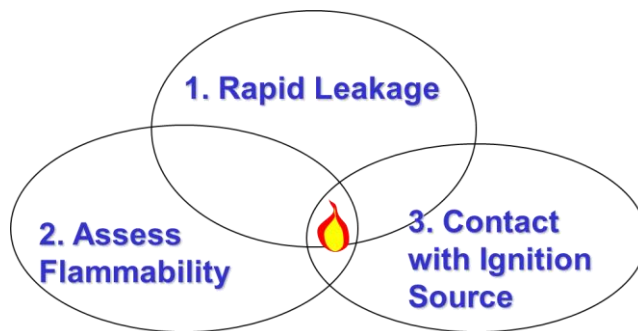 1. Rapid Leakage
2. Assess
Flammability
3. Contact
with Ignition
Source